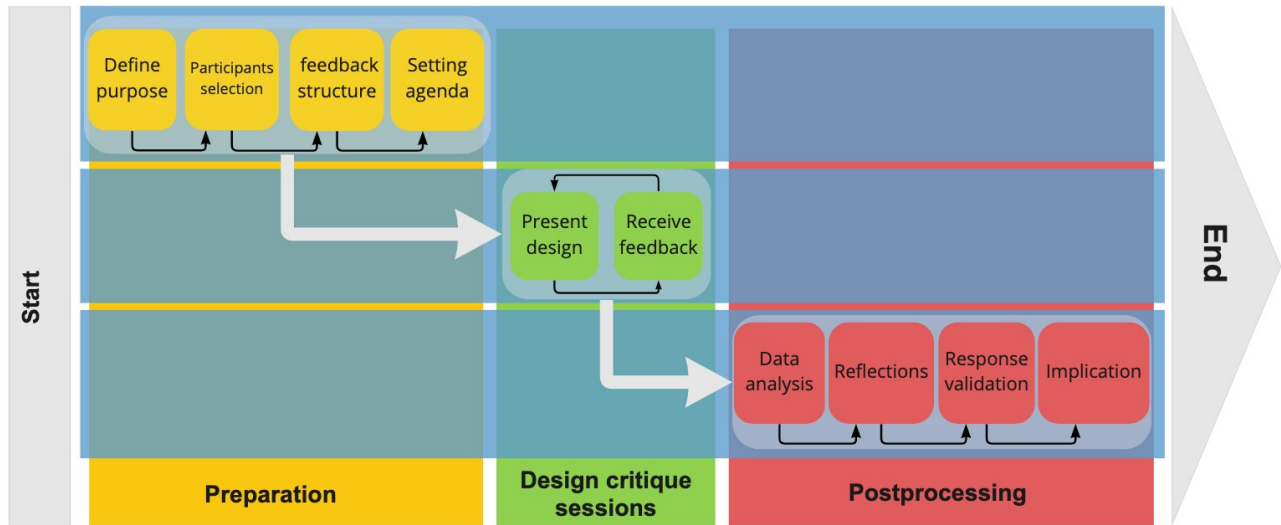 Start
Define
purpose
Participants
selection
feedback
structure
Setting
agenda
Present
design
Receive
feedback
Data
analysis
Reflections
Response
validation
Implication
Preparation
Design critique
sessions
Postprocessing
End